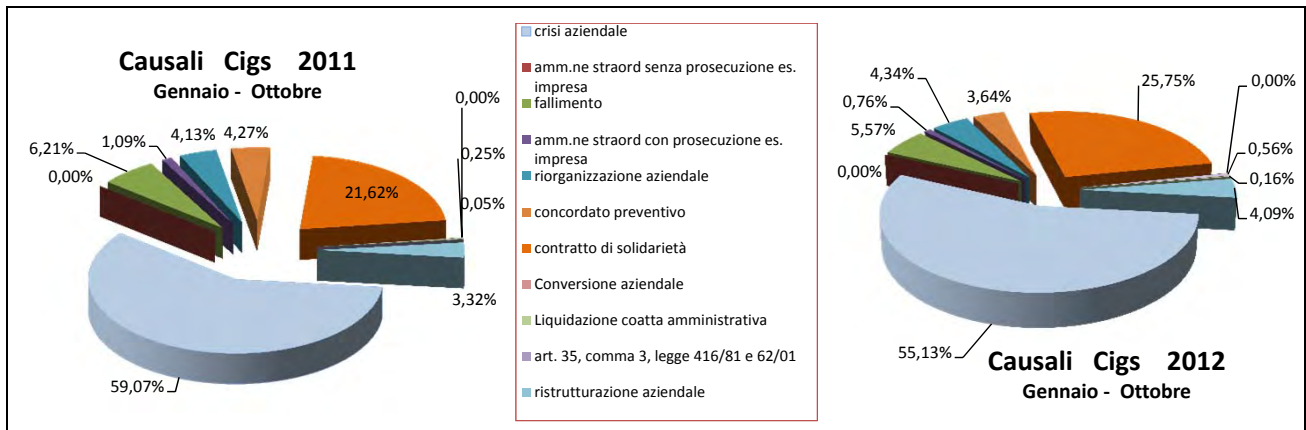 Causali Cigs 2011
Gennaio - Ottobre
0,00%
6,21%
1,09%
4,13%
4,27%
0,00%
0,25%
21,62%
0,05%
3,32%
59,07%
crisi aziendale
amm.ne straord senza prosecuzione es.
impresa
fallimento
amm.ne straord con prosecuzione es.
impresa
riorganizzazione aziendale
concordato preventivo
contratto di solidarietà
Conversione aziendale
Liquidazione coatta amministrativa
art. 35, comma 3, legge 416/81 e 62/01
ristrutturazione aziendale
4,34%
0,76%
3,64%
25,75%
0,00%
5,57%
0,00%
0,56%
0,16%
4,09%
55,13%
Causali Cigs 2012
Gennaio - Ottobre